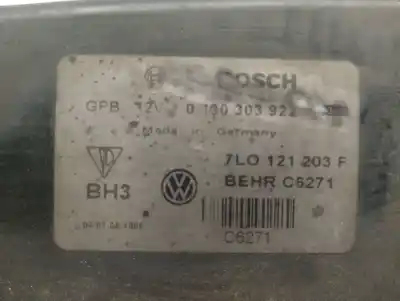 BOSCH
GPB 12V 0 130 303 922
Made in Germany
7L0 121 203 F
BH3
BEHR C6271
C6271